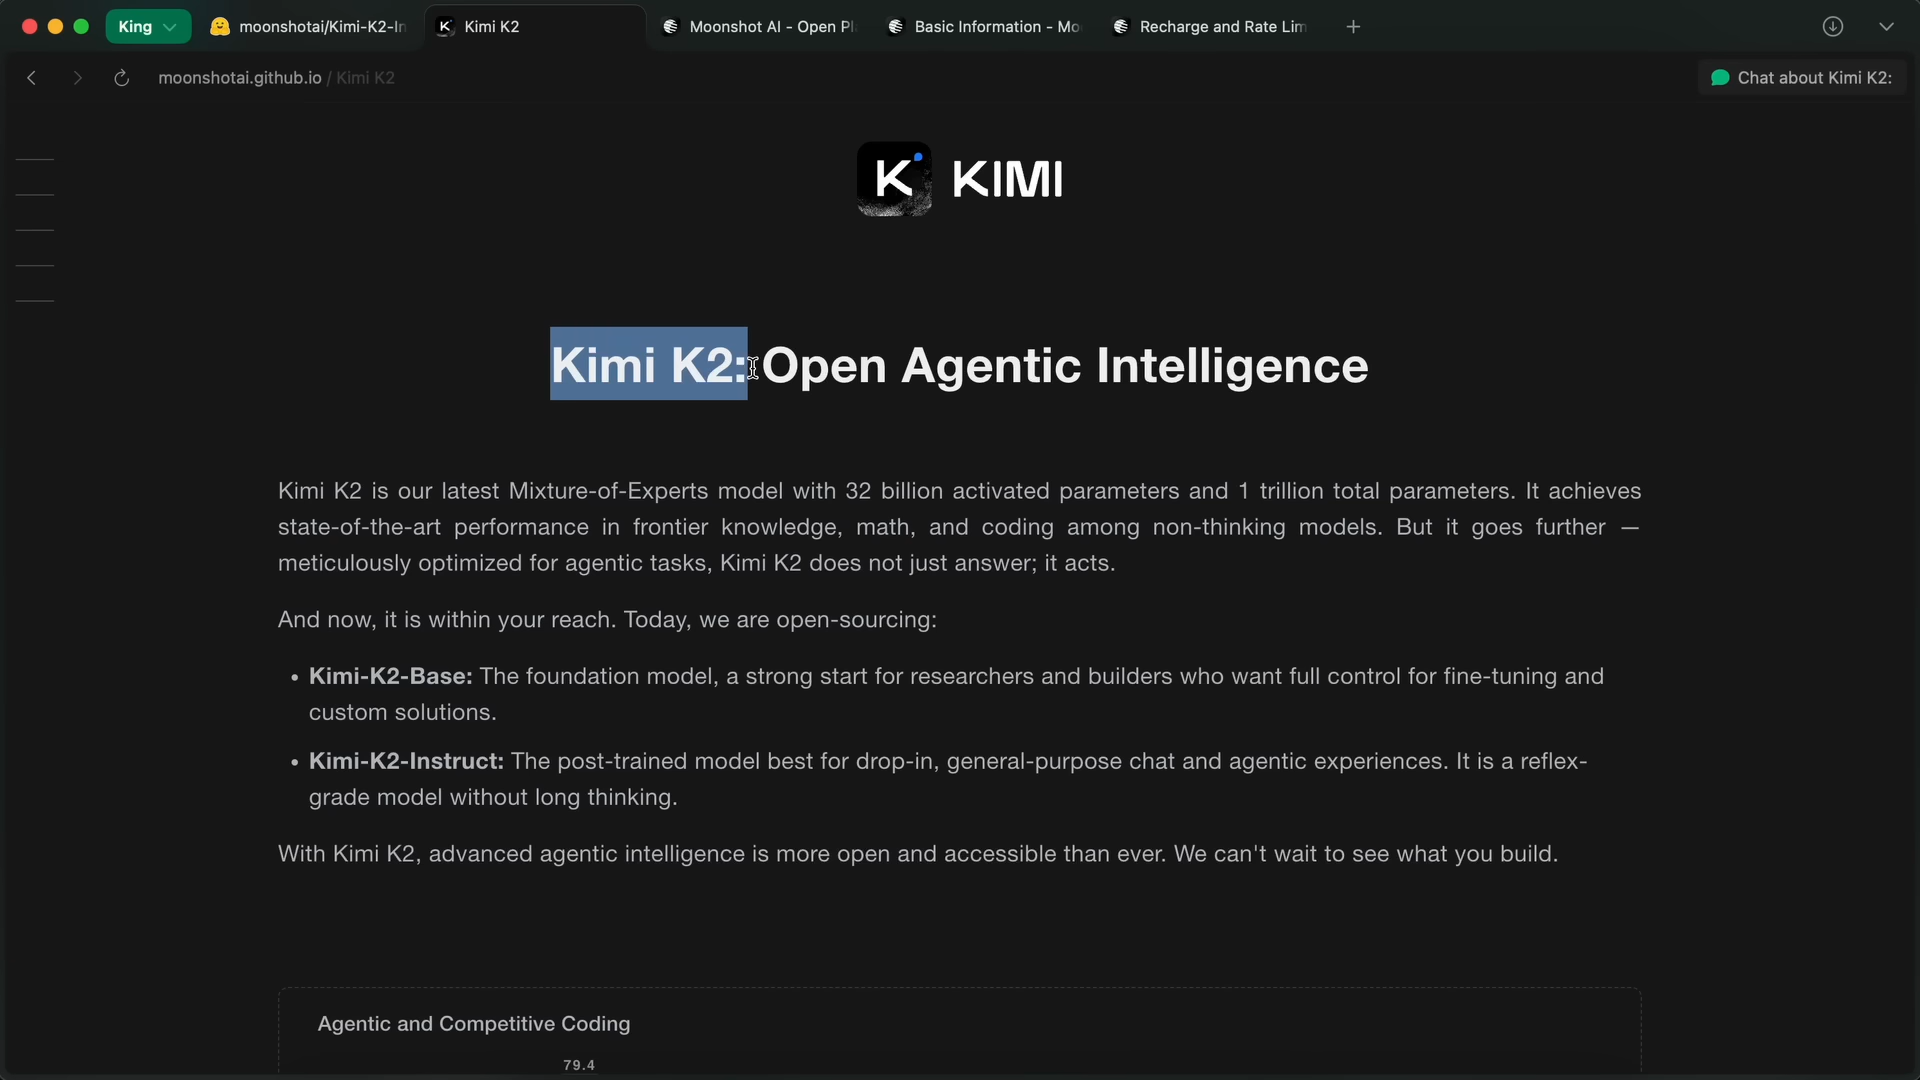 King
moonshotai/Kimi-K2-In
Kimi K2
Moonshot AI - Open Pl
Basic Information - Mo
Recharge and Rate Lim
moonshotai.github.io / Kimi K2
Chat about Kimi K2:
K KIMI
Kimi K2: Open Agentic Intelligence
Kimi K2 is our latest Mixture-of-Experts model with 32 billion activated parameters and 1 trillion total parameters. It achieves
state-of-the-art performance in frontier knowledge, math, and coding among non-thinking models. But it goes further —
meticulously optimized for agentic tasks, Kimi K2 does not just answer; it acts.
And now, it is within your reach. Today, we are open-sourcing:
• Kimi-K2-Base: The foundation model, a strong start for researchers and builders who want full control for fine-tuning and
custom solutions.
• Kimi-K2-Instruct: The post-trained model best for drop-in, general-purpose chat and agentic experiences. It is a reflex-
grade model without long thinking.
With Kimi K2, advanced agentic intelligence is more open and accessible than ever. We can't wait to see what you build.
Agentic and Competitive Coding
79.4